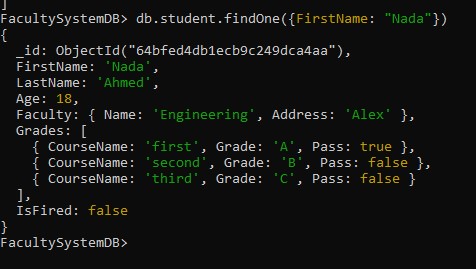 ]
FacultySystemDB> db.student.findOne({FirstName: "Nada"})
{
  _id: ObjectId("64bfed4db1ecb9c249dca4aa"),
  FirstName: 'Nada',
  LastName: 'Ahmed',
  Age: 18,
  Faculty: { Name: 'Engineering', Address: 'Alex' },
  Grades: [
    { CourseName: 'first', Grade: 'A', Pass: true },
    { CourseName: 'second', Grade: 'B', Pass: false },
    { CourseName: 'third', Grade: 'C', Pass: false }
  ],
  IsFired: false
}
FacultySystemDB>